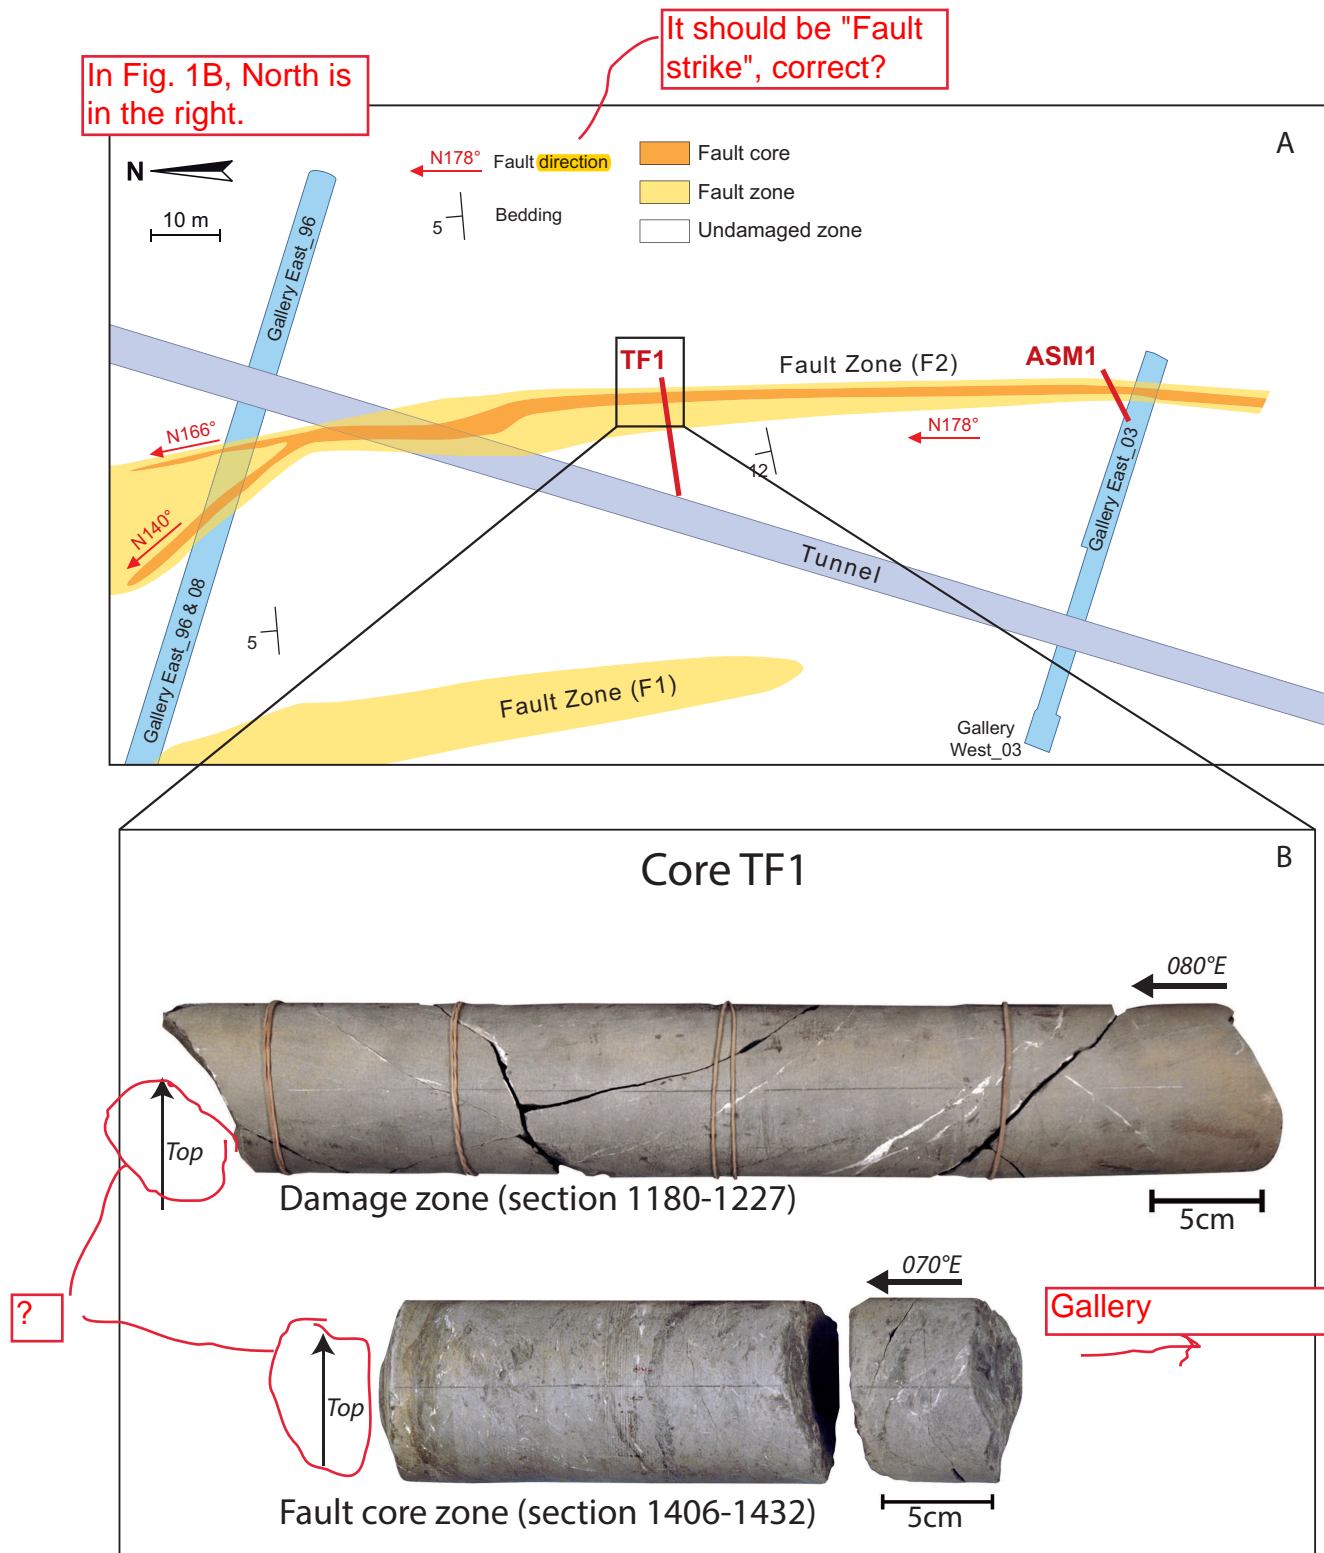 It should be "Fault
strike", correct?
In Fig. 1B, North is
in the right.
A
N
10 m
N178°
Fault direction
5
Bedding
Fault core
Fault zone
Undamaged zone
Gallery East_96
TF1
Fault Zone (F2)
ASM1
N166°
N178°
12
N140°
Gallery East_03
Tunnel
Gallery East_96 & 08
5
Fault Zone (F1)
Gallery
West_03
B
Core TF1
080°E
Top
Damage zone (section 1180-1227)
5cm
070°E
?
Gallery
Top
Fault core zone (section 1406-1432)
5cm